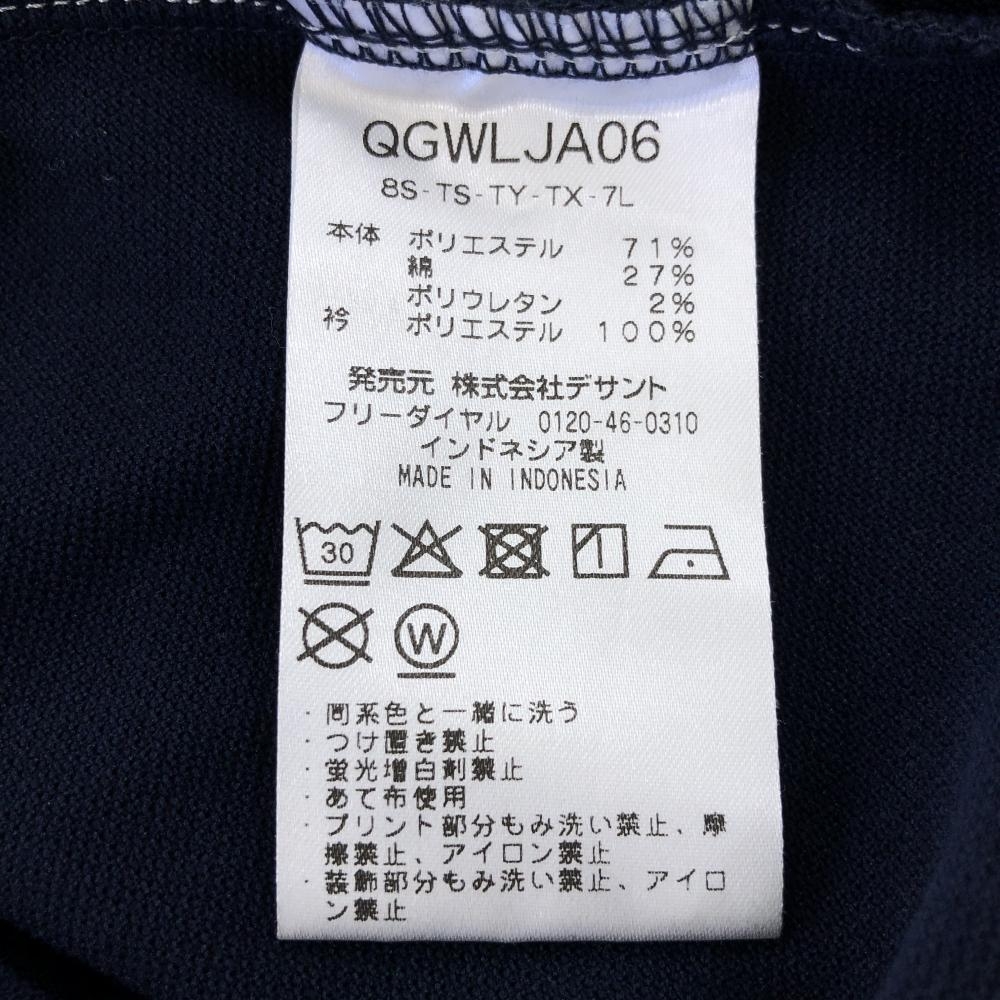 QGWLJA06
8S-TS-TY-TX-7L
本体 ポリエステル 71%
綿 27%
ポリウレタン 2%
衿 ポリエステル 100%
発売元 株式会社デサント
フリーダイヤル 0120-46-0310
インドネシア製
MADE IN INDONESIA
30
W
・同系色と一緒に洗う
・つけ置き禁止
・蛍光増白剤禁止
・あて布使用
・プリント部分もみ洗い禁止、摩
擦禁止、アイロン禁止
・装飾部分もみ洗い禁止、アイロ
ン禁止